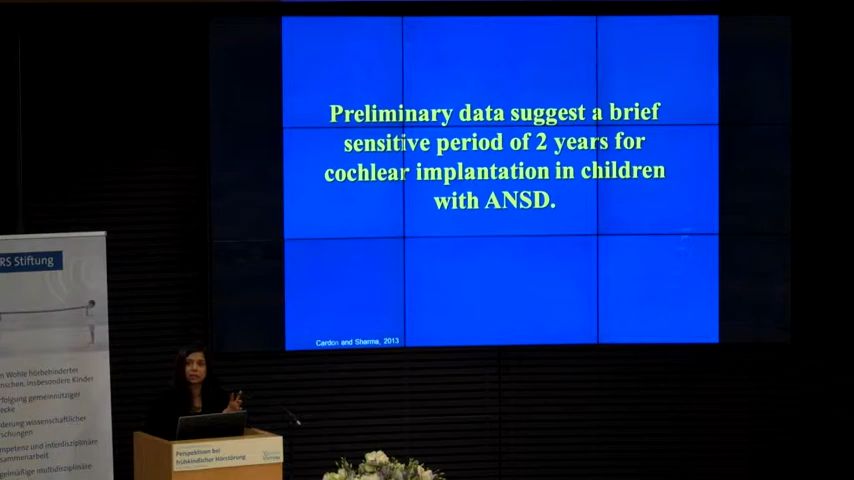 Preliminary data suggest a brief
sensitive period of 2 years for
cochlear implantation in children
with ANSD.
Cardon and Sharma, 2013
RS Stiftung
n Wohle hörbehinderter
nschen, insbesondere Kinder
rfolgung gemeinnütziger
ecke
rderung wissenschaftlicher
rschungen
mpetenz und interdisziplinäre
sammenarbeit
gelmäßige multidisziplinäre
Perspektiven bei
frühkindlicher Hörstörung